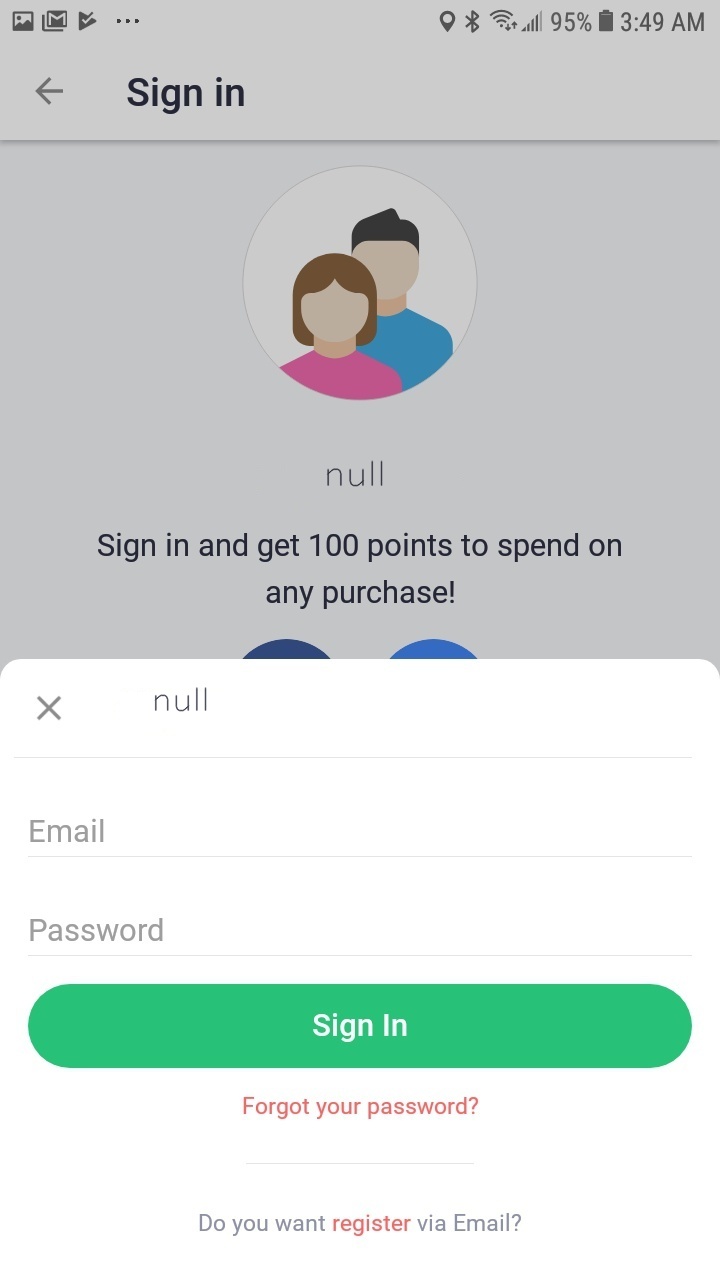 95% 3:49 AM
Sign in
null
Sign in and get 100 points to spend on
any purchase!
null
Email
Password
Sign In
Forgot your password?
Do you want register via Email?